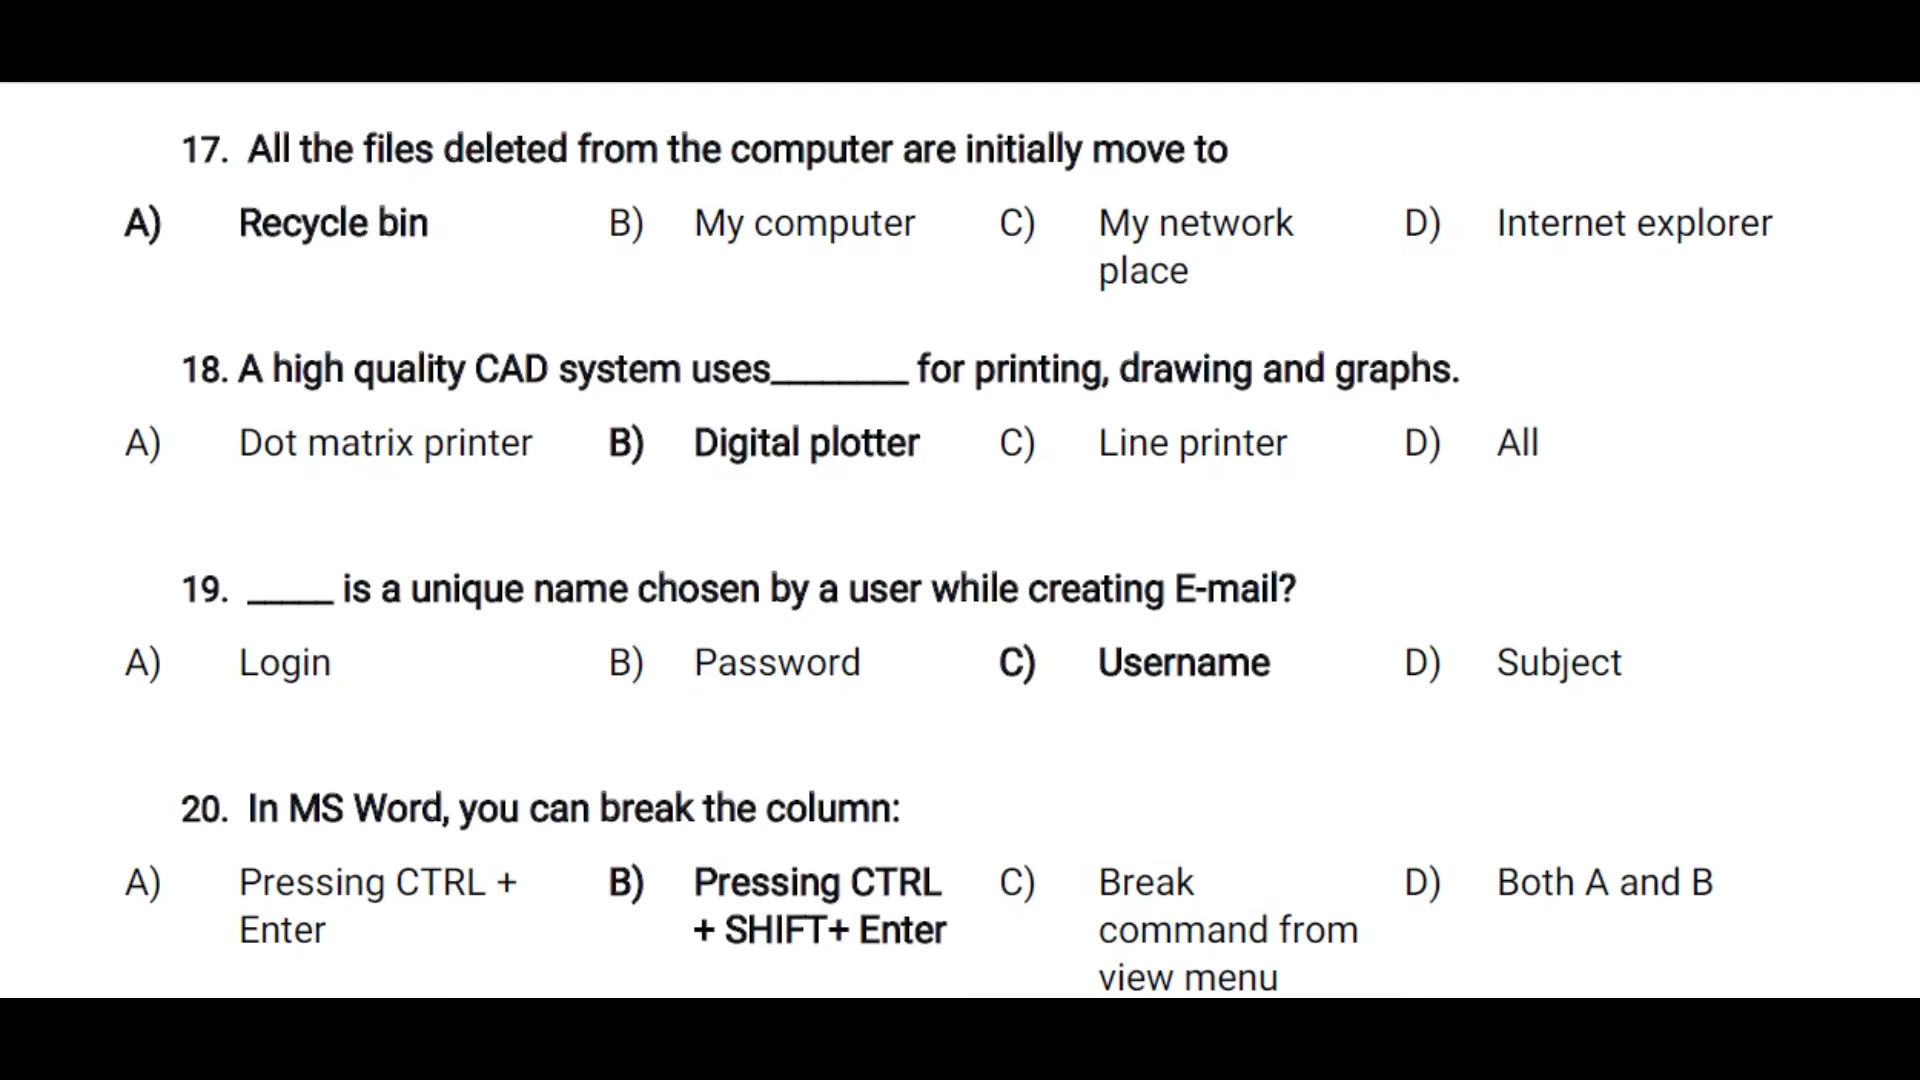 17. All the files deleted from the computer are initially move to
A) Recycle bin B) My computer C) My network place D) Internet explorer
18. A high quality CAD system uses________ for printing, drawing and graphs.
A) Dot matrix printer B) Digital plotter C) Line printer D) All
19. _____ is a unique name chosen by a user while creating E-mail?
A) Login B) Password C) Username D) Subject
20. In MS Word, you can break the column:
A) Pressing CTRL + Enter B) Pressing CTRL + SHIFT+ Enter C) Break command from view menu D) Both A and B